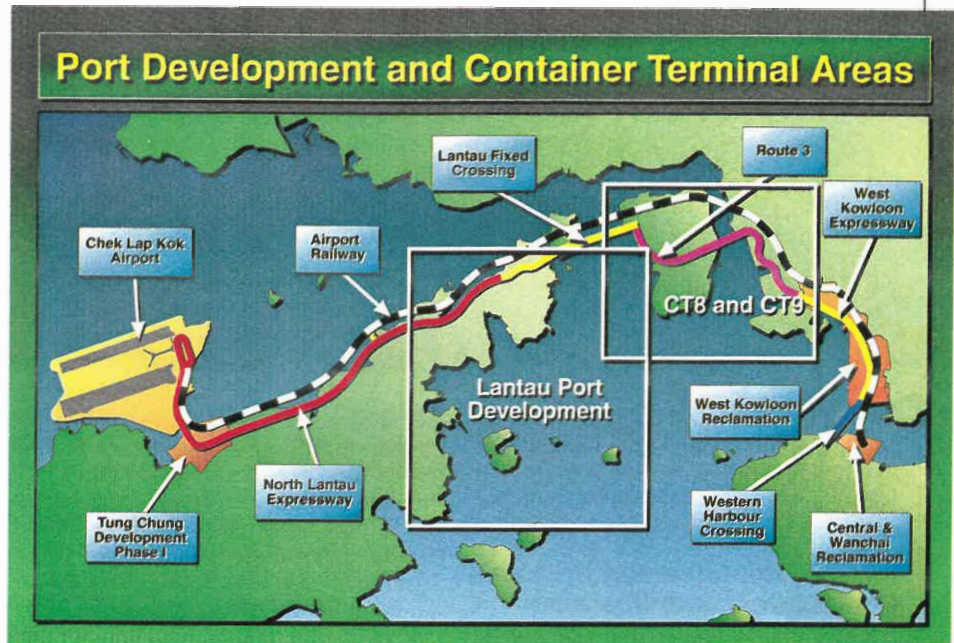 Port Development and Container Terminal Areas
Lantau Fixed
Crossing
Route 3
West
Kowloon
Expressway
Chek Lap Kok
Airport
Airport
Railway
CT8 and CT9
Lantau Port
Development
West Kowloon
Reclamation
North Lantau
Expressway
Tung Chung
Development
Phase I
Western
Harbour
Crossing
Central &
Wanchai
Reclamation